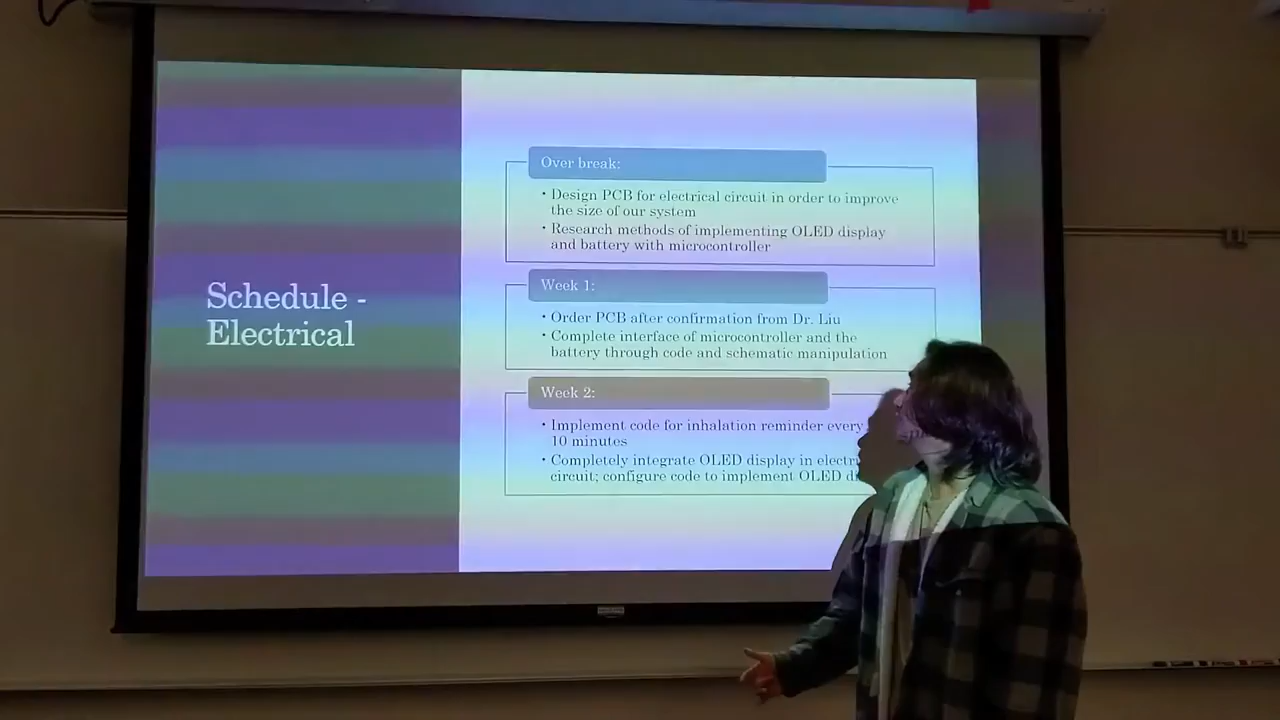 Schedule -
Electrical
Over break:
• Design PCB for electrical circuit in order to improve
the size of our system
• Research methods of implementing OLED display
and battery with microcontroller
Week 1:
• Order PCB after confirmation from Dr. Liu
• Complete interface of microcontroller and the
battery through code and schematic manipulation
Week 2:
• Implement code for inhalation reminder every
10 minutes
• Completely integrate OLED display in
circuit; configure code to implement OLED